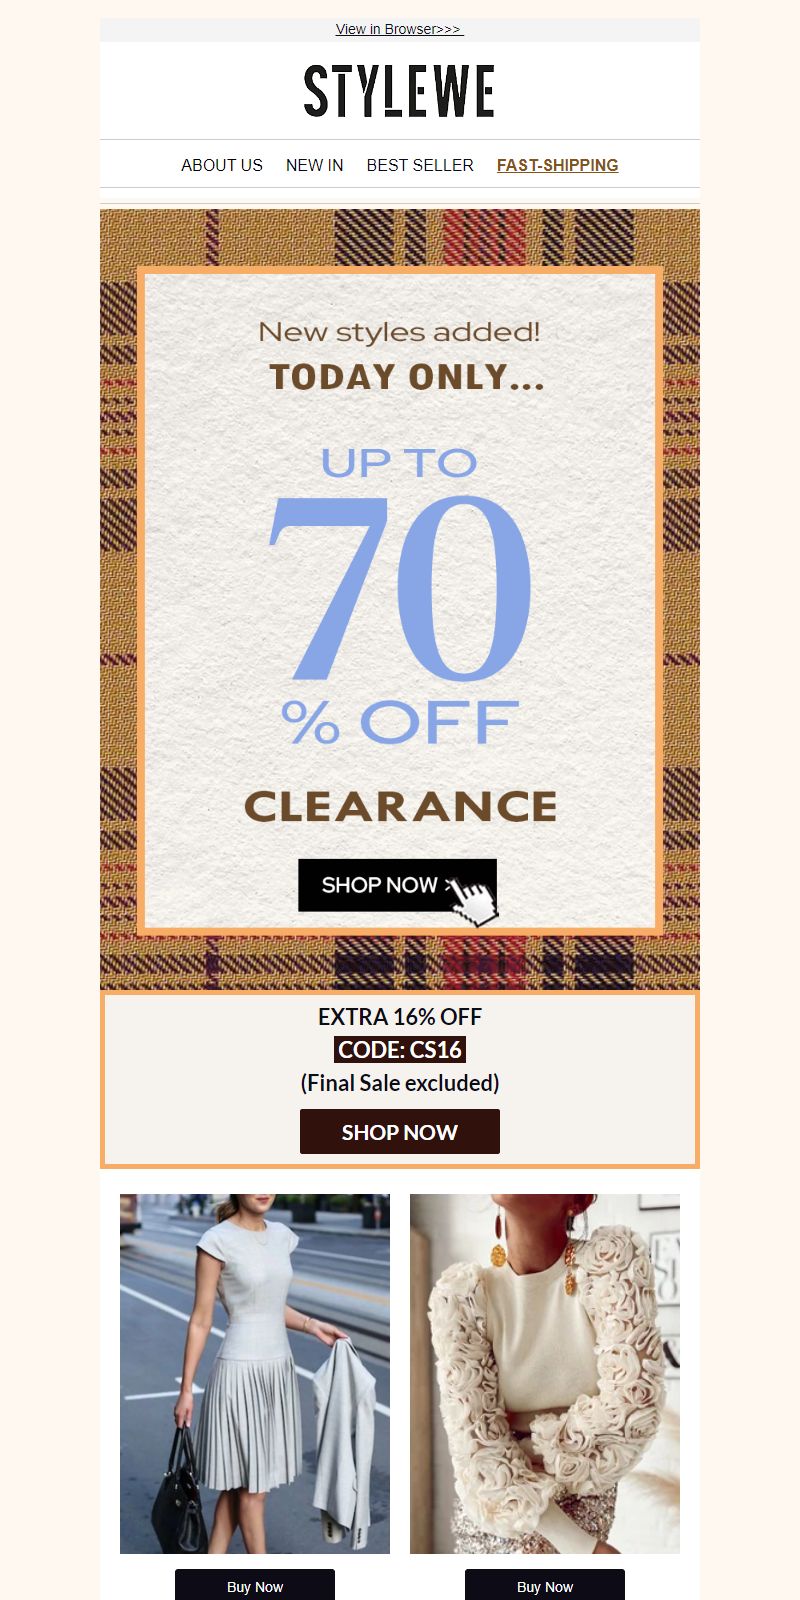 View in Browser>>>
STYLEWE
ABOUT US NEW IN BEST SELLER FAST-SHIPPING
New styles added!
TODAY ONLY...
UP TO
70
% OFF
CLEARANCE
SHOP NOW >
EXTRA 16% OFF
CODE: CS16
(Final Sale excluded)
SHOP NOW
Buy Now Buy Now